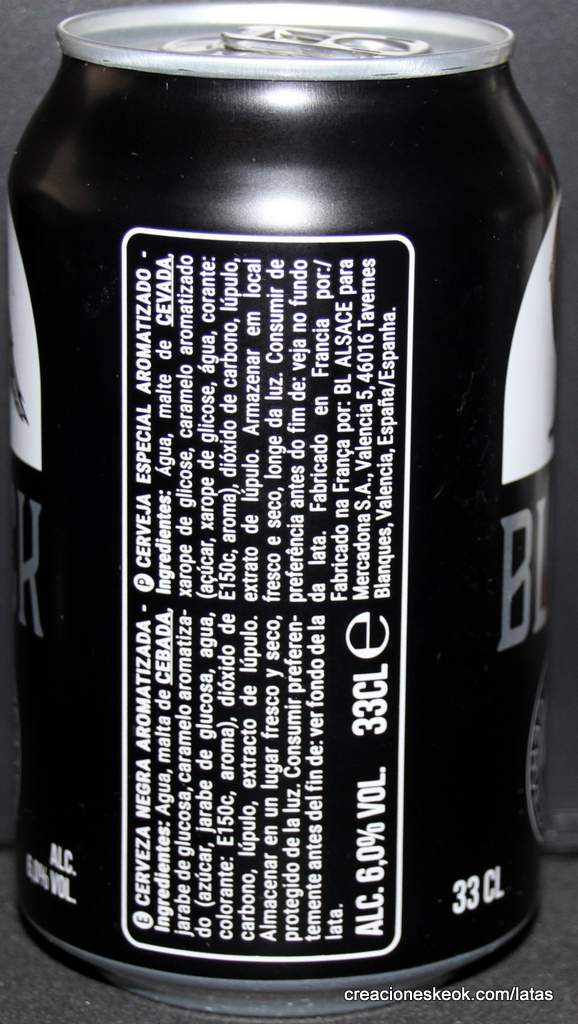 Ⓔ CERVEZA NEGRA AROMATIZADA -
Ingredientes: Agua, malta de CEBADA,
jarabe de glucosa, caramelo aromatiza-
do (azúcar, jarabe de glucosa, agua,
colorante: E150c, aroma), dióxido de
carbono, lúpulo, extracto de lúpulo.
Almacenar en un lugar fresco y seco,
protegido de la luz. Consumir preferen-
temente antes del fin de: ver fondo de la
lata.
ALC. 6,0% VOL. 33CL e
Ⓟ CERVEJA ESPECIAL AROMATIZADO -
Ingredientes: Água, malte de CEVADA,
xarope de glicose, caramelo aromatizado
(açúcar, xarope de glicose, água, corante:
E150c, aroma), dióxido de carbono, lúpulo,
extrato de lúpulo. Armazenar em local
fresco e seco, longe da luz. Consumir de
preferência antes do fim de: veja no fundo
da lata. Fabricado en Francia por:/
Fabricado na França por: BL ALSACE para
Mercadona S.A., Valencia 5, 46016 Tavernes
Blanques, Valencia, España/Espanha.
ALC.
6,0% VOL.
33 CL
creacioneskeok.com/latas